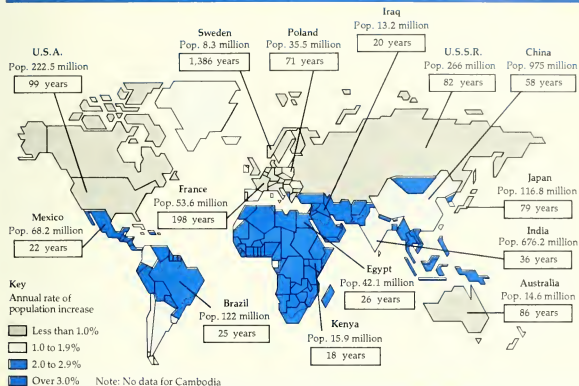 U.S.A.
Pop. 222.5 million
99 years
Sweden
Pop. 8.3 million
1,386 years
Poland
Pop. 35.5 million
71 years
Iraq
Pop. 13.2 million
20 years
U.S.S.R.
Pop. 266 million
82 years
China
Pop. 975 million
58 years
Mexico
Pop. 68.2 million
22 years
France
Pop. 53.6 million
198 years
Japan
Pop. 116.8 million
79 years
India
Pop. 676.2 million
36 years
Egypt
Pop. 42.1 million
26 years
Australia
Pop. 14.6 million
86 years
Brazil
Pop. 122 million
25 years
Kenya
Pop. 15.9 million
18 years
Key
Annual rate of
population increase
Less than 1.0%
1.0 to 1.9%
2.0 to 2.9%
Over 3.0%
Note: No data for Cambodia